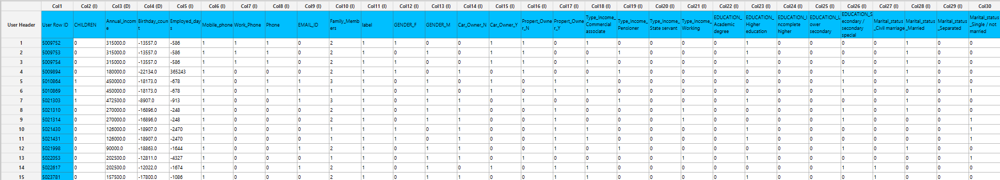 Col1 Col2 (I) Col3 (D) Col4 (D) Col5 (I) Col6 (I) Col7 (I) Col8 (I) Col9 (I) Col10 (I) Col11 (I) Col12 (I) Col13 (I) Col14 (I) Col15 (I) Col16 (I) Col17 (I) Col18 (I) Col19 (I) Col20 (I) Col21 (I) Col22 (I) Col23 (I) Col24 (I) Col25 (I) Col26 (I) Col27 (I) Col28 (I) Col29 (I) Col30
User Header User Row ID CHILDREN Annual_income Birthday_count Employed_days Mobile_phone Work_Phone Phone EMAIL_ID Family_Members label GENDER_F GENDER_M Car_Owner_N Car_Owner_Y Propert_Owner_N Propert_Owner_Y Type_Income_Commercial associate Type_Income_Pensioner Type_Income_State servant Type_Income_Working EDUCATION_Academic degree EDUCATION_Higher education EDUCATION_Incomplete higher EDUCATION_Lower secondary EDUCATION_Secondary / secondary special Marital_status_Civil marriage Marital_status_Married Marital_status_Separated Marital_status_Single / not married
1 5009752 0 315000.0 -13557.0 -586 1 1 1 0 2 1 1 0 0 1 1 0 1 0 0 0 0 1 0 0 0 0 1 0 0
2 5009753 0 315000.0 -13557.0 -586 1 1 1 0 2 1 0 1 0 1 1 0 0 1 0 0 0 1 0 0 0 0 1 0 0
3 5009754 0 315000.0 -13557.0 -586 1 1 1 0 2 1 1 0 0 1 1 0 1 0 0 0 0 1 0 0 0 0 1 0 0
4 5009894 0 180000.0 -22134.0 365243 1 0 0 0 2 1 1 0 0 1 1 0 0 1 0 0 0 0 0 0 1 0 1 0 0
5 5010864 1 450000.0 -18173.0 -678 1 0 1 1 3 1 0 1 0 1 0 1 1 0 0 0 0 0 0 0 1 0 1 0 0
6 5010869 1 450000.0 -18173.0 -678 1 0 1 1 1 1 0 1 0 1 0 1 1 0 0 0 0 0 0 0 1 0 0 0 1
7 5021303 1 472500.0 -8907.0 -913 1 0 0 1 3 1 0 1 1 0 1 0 0 1 0 0 0 1 0 0 0 0 1 0 0
8 5021310 0 270000.0 -16896.0 -248 1 0 0 0 2 1 0 1 1 0 0 1 0 0 0 1 0 0 0 0 1 0 1 0 0
9 5021314 0 270000.0 -16896.0 -248 1 0 0 0 2 1 0 1 1 0 0 1 0 0 0 1 0 0 0 0 1 0 0 0 1
10 5021430 0 126000.0 -18907.0 -2470 1 0 0 0 1 1 1 0 1 0 0 1 1 0 0 0 0 1 0 0 0 0 0 0 1
11 5021431 0 126000.0 -18907.0 -2470 1 0 0 0 1 1 1 0 1 0 0 1 1 0 0 0 0 1 0 0 0 0 0 0 1
12 5021998 0 90000.0 -18863.0 -1644 1 0 0 1 2 1 0 1 1 0 0 1 0 1 0 0 0 0 0 0 1 0 1 0 0
13 5022053 0 202500.0 -12811.0 -4327 1 0 0 0 1 1 0 1 1 0 1 0 0 0 0 1 0 1 0 0 0 0 0 0 1
14 5022617 0 202500.0 -12022.0 -1674 1 0 0 1 2 1 0 1 0 1 0 1 1 0 0 0 0 0 0 0 1 1 0 0 0
15 5023781 0 157500.0 -17800.0 -1086 1 0 0 0 2 1 0 1 1 0 0 1 1 0 0 0 0 1 0 0 0 1 0 0 0